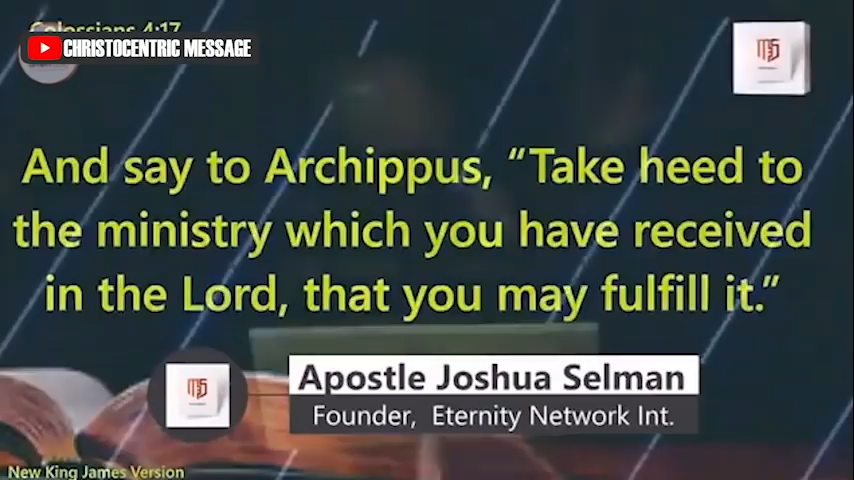 Colossians 4:17
CHRISTOCENTRIC MESSAGE
And say to Archippus, “Take heed to
the ministry which you have received
in the Lord, that you may fulfill it.”
Apostle Joshua Selman
Founder, Eternity Network Int.
New King James Version